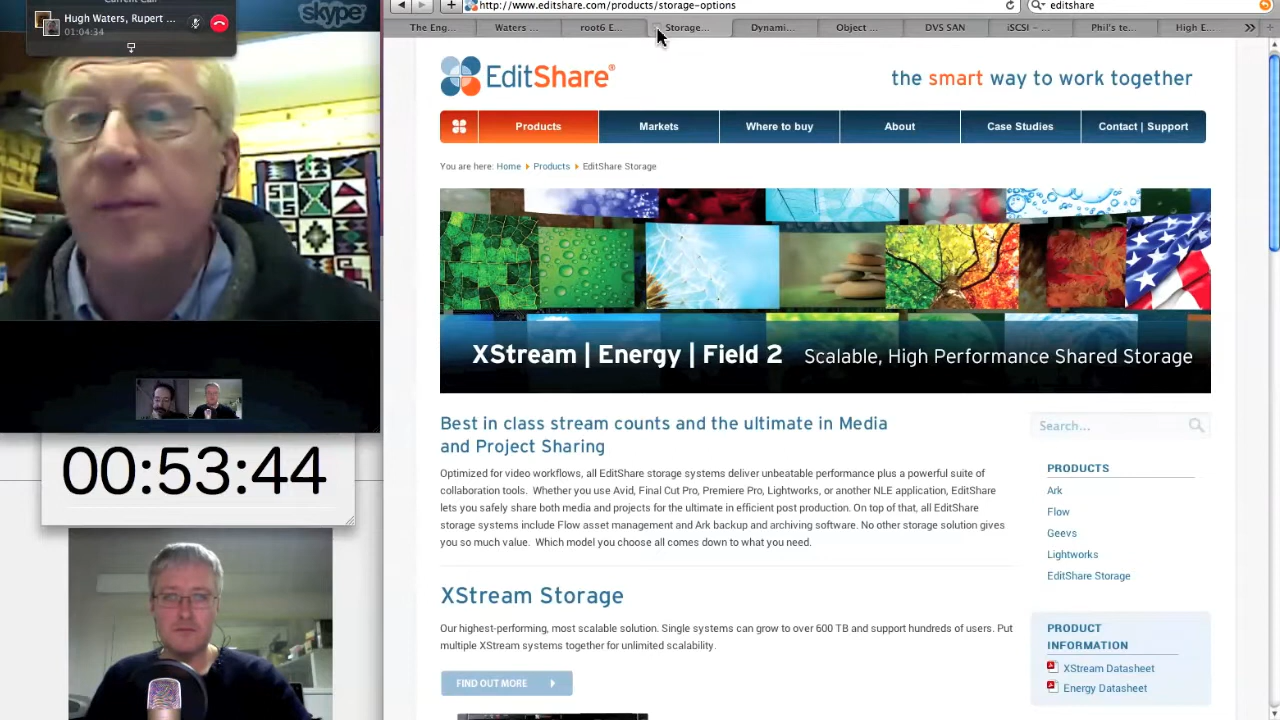 Current Call
skype
Hugh Waters, Rupert ...
01:04:34
00:53:44
http://www.editshare.com/products/storage-options
editshare
The Eng...
Waters ...
root6 E...
Storage...
Dynami...
Object ...
DVS SAN
iSCSI – ...
Phil's te...
High E...
EditShare®
the smart way to work together
Products
Markets
Where to buy
About
Case Studies
Contact | Support
You are here: Home Products EditShare Storage
XStream | Energy | Field 2 Scalable, High Performance Shared Storage
Best in class stream counts and the ultimate in Media
and Project Sharing
Optimized for video workflows, all EditShare storage systems deliver unbeatable performance plus a powerful suite of
collaboration tools. Whether you use Avid, Final Cut Pro, Premiere Pro, Lightworks, or another NLE application, EditShare
lets you safely share both media and projects for the ultimate in efficient post production. On top of that, all EditShare
storage systems include Flow asset management and Ark backup and archiving software. No other storage solution gives
you so much value. Which model you choose all comes down to what you need.
XStream Storage
Our highest-performing, most scalable solution. Single systems can grow to over 600 TB and support hundreds of users. Put
multiple XStream systems together for unlimited scalability.
FIND OUT MORE
Search...
PRODUCTS
Ark
Flow
Geevs
Lightworks
EditShare Storage
PRODUCT
INFORMATION
XStream Datasheet
Energy Datasheet